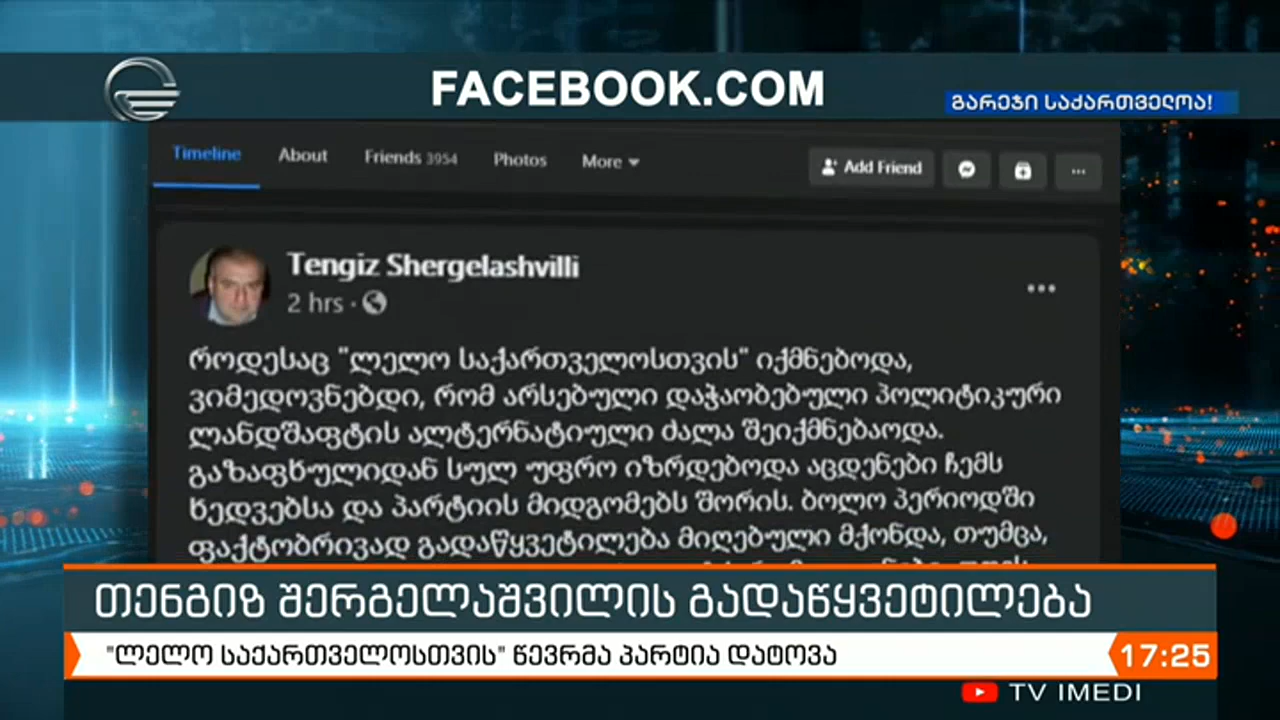 FACEBOOK.COM
გარეჯი საქართველოა!
Timeline About Friends 3954 Photos More Add Friend
Tengiz Shergelashvilli
2 hrs ·
როდესაც "ლელო საქართველოსთვის" იქმნებოდა,
ვიმედოვნებდი, რომ არსებული დაჭაობებული პოლიტიკური
ლანდშაფტის ალტერნატიული ძალა შეიქმნებაოდა.
გაზაფხულიდან სულ უფრო იზრდებოდა აცდენები ჩემს
ხედვებსა და პარტიის მიდგომებს შორის. ბოლო პერიოდში
ფაქტობრივად გადაწყვეტილება მიღებული მქონდა, თუმცა,
თენგიზ შერგელაშვილის გადაწყვეტილება
"ლელო საქართველოსთვის" წევრმა პარტია დატოვა
17:25
TV IMEDI